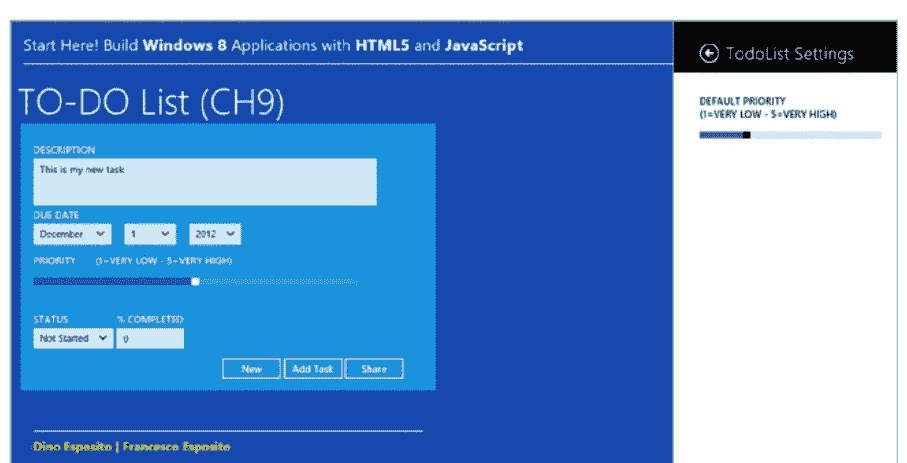 Start Here! Build Windows 8 Applications with HTML5 and JavaScript
TO-DO List (CH9)
DESCRIPTION
This is my new task
DUE DATE
December 1 2012
PRIORITY (1=VERY LOW - 5=VERY HIGH)
STATUS % COMPLETED
Not Started 0
New Add Task Share
Dino Esposito | Francesco Esposito
TodoList Settings
DEFAULT PRIORITY
(1=VERY LOW - 5=VERY HIGH)